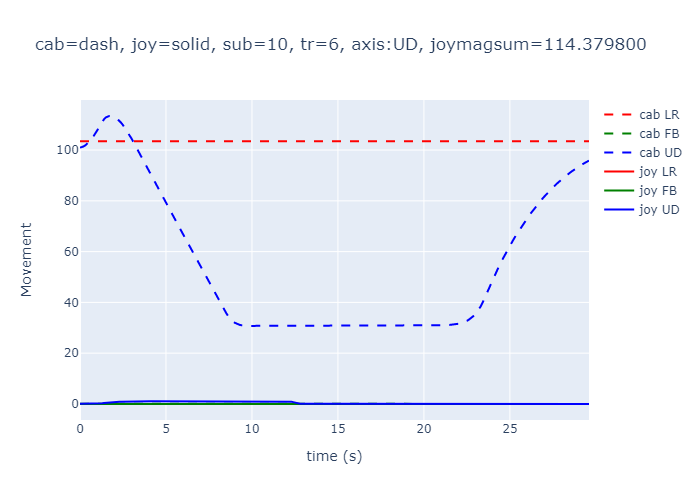 cab=dash, joy=solid, sub=10, tr=6, axis:UD, joymagsum=114.379800
Movement
100
80
60
40
20
0
0 5 10 15 20 25
time (s)
cab LR
cab FB
cab UD
joy LR
joy FB
joy UD